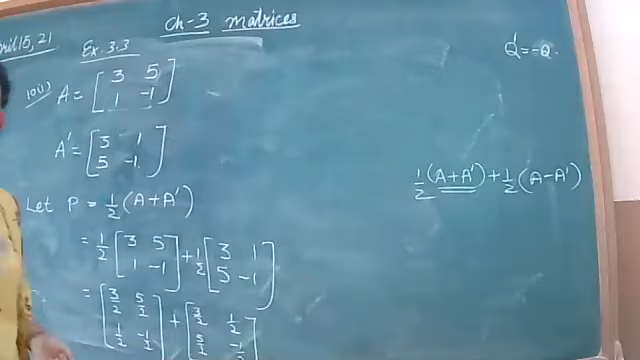 Ch-3 matrices
April 15, 21
Ex. 3.3
Q' = -Q.
10(i) A = [3 5
1 -1]
A' = [3 1
5 -1]
1/2 (A+A') + 1/2 (A-A')
Let P = 1/2 (A+A')
= 1/2 [3 5
1 -1] + 1/2 [3 1
5 -1]
= [3/2 5/2
1/2 -1/2] + [3/2 1/2
5/2 -1/2]